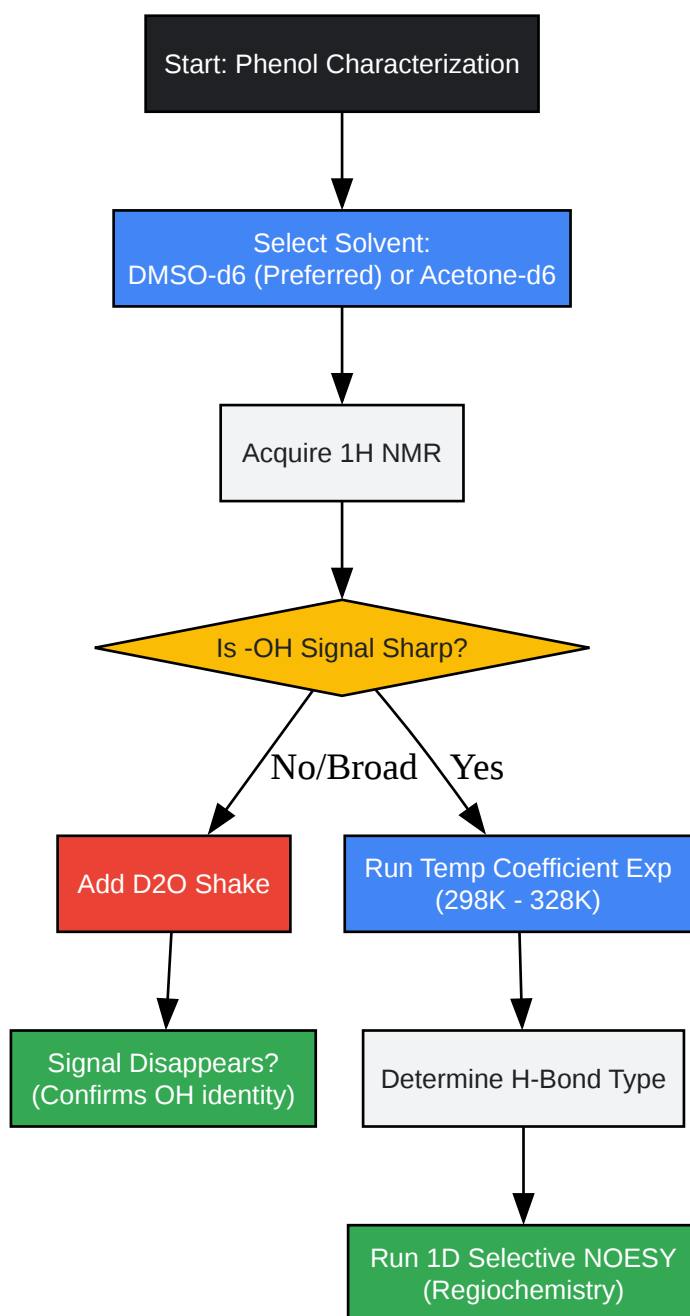 Start: Phenol Characterization
Select Solvent:
DMSO-d6 (Preferred) or Acetone-d6
Acquire 1H NMR
Is -OH Signal Sharp?
No/Broad
Yes
Add D2O Shake
Run Temp Coefficient Exp
(298K - 328K)
Signal Disappears?
(Confirms OH identity)
Determine H-Bond Type
Run 1D Selective NOESY
(Regiochemistry)